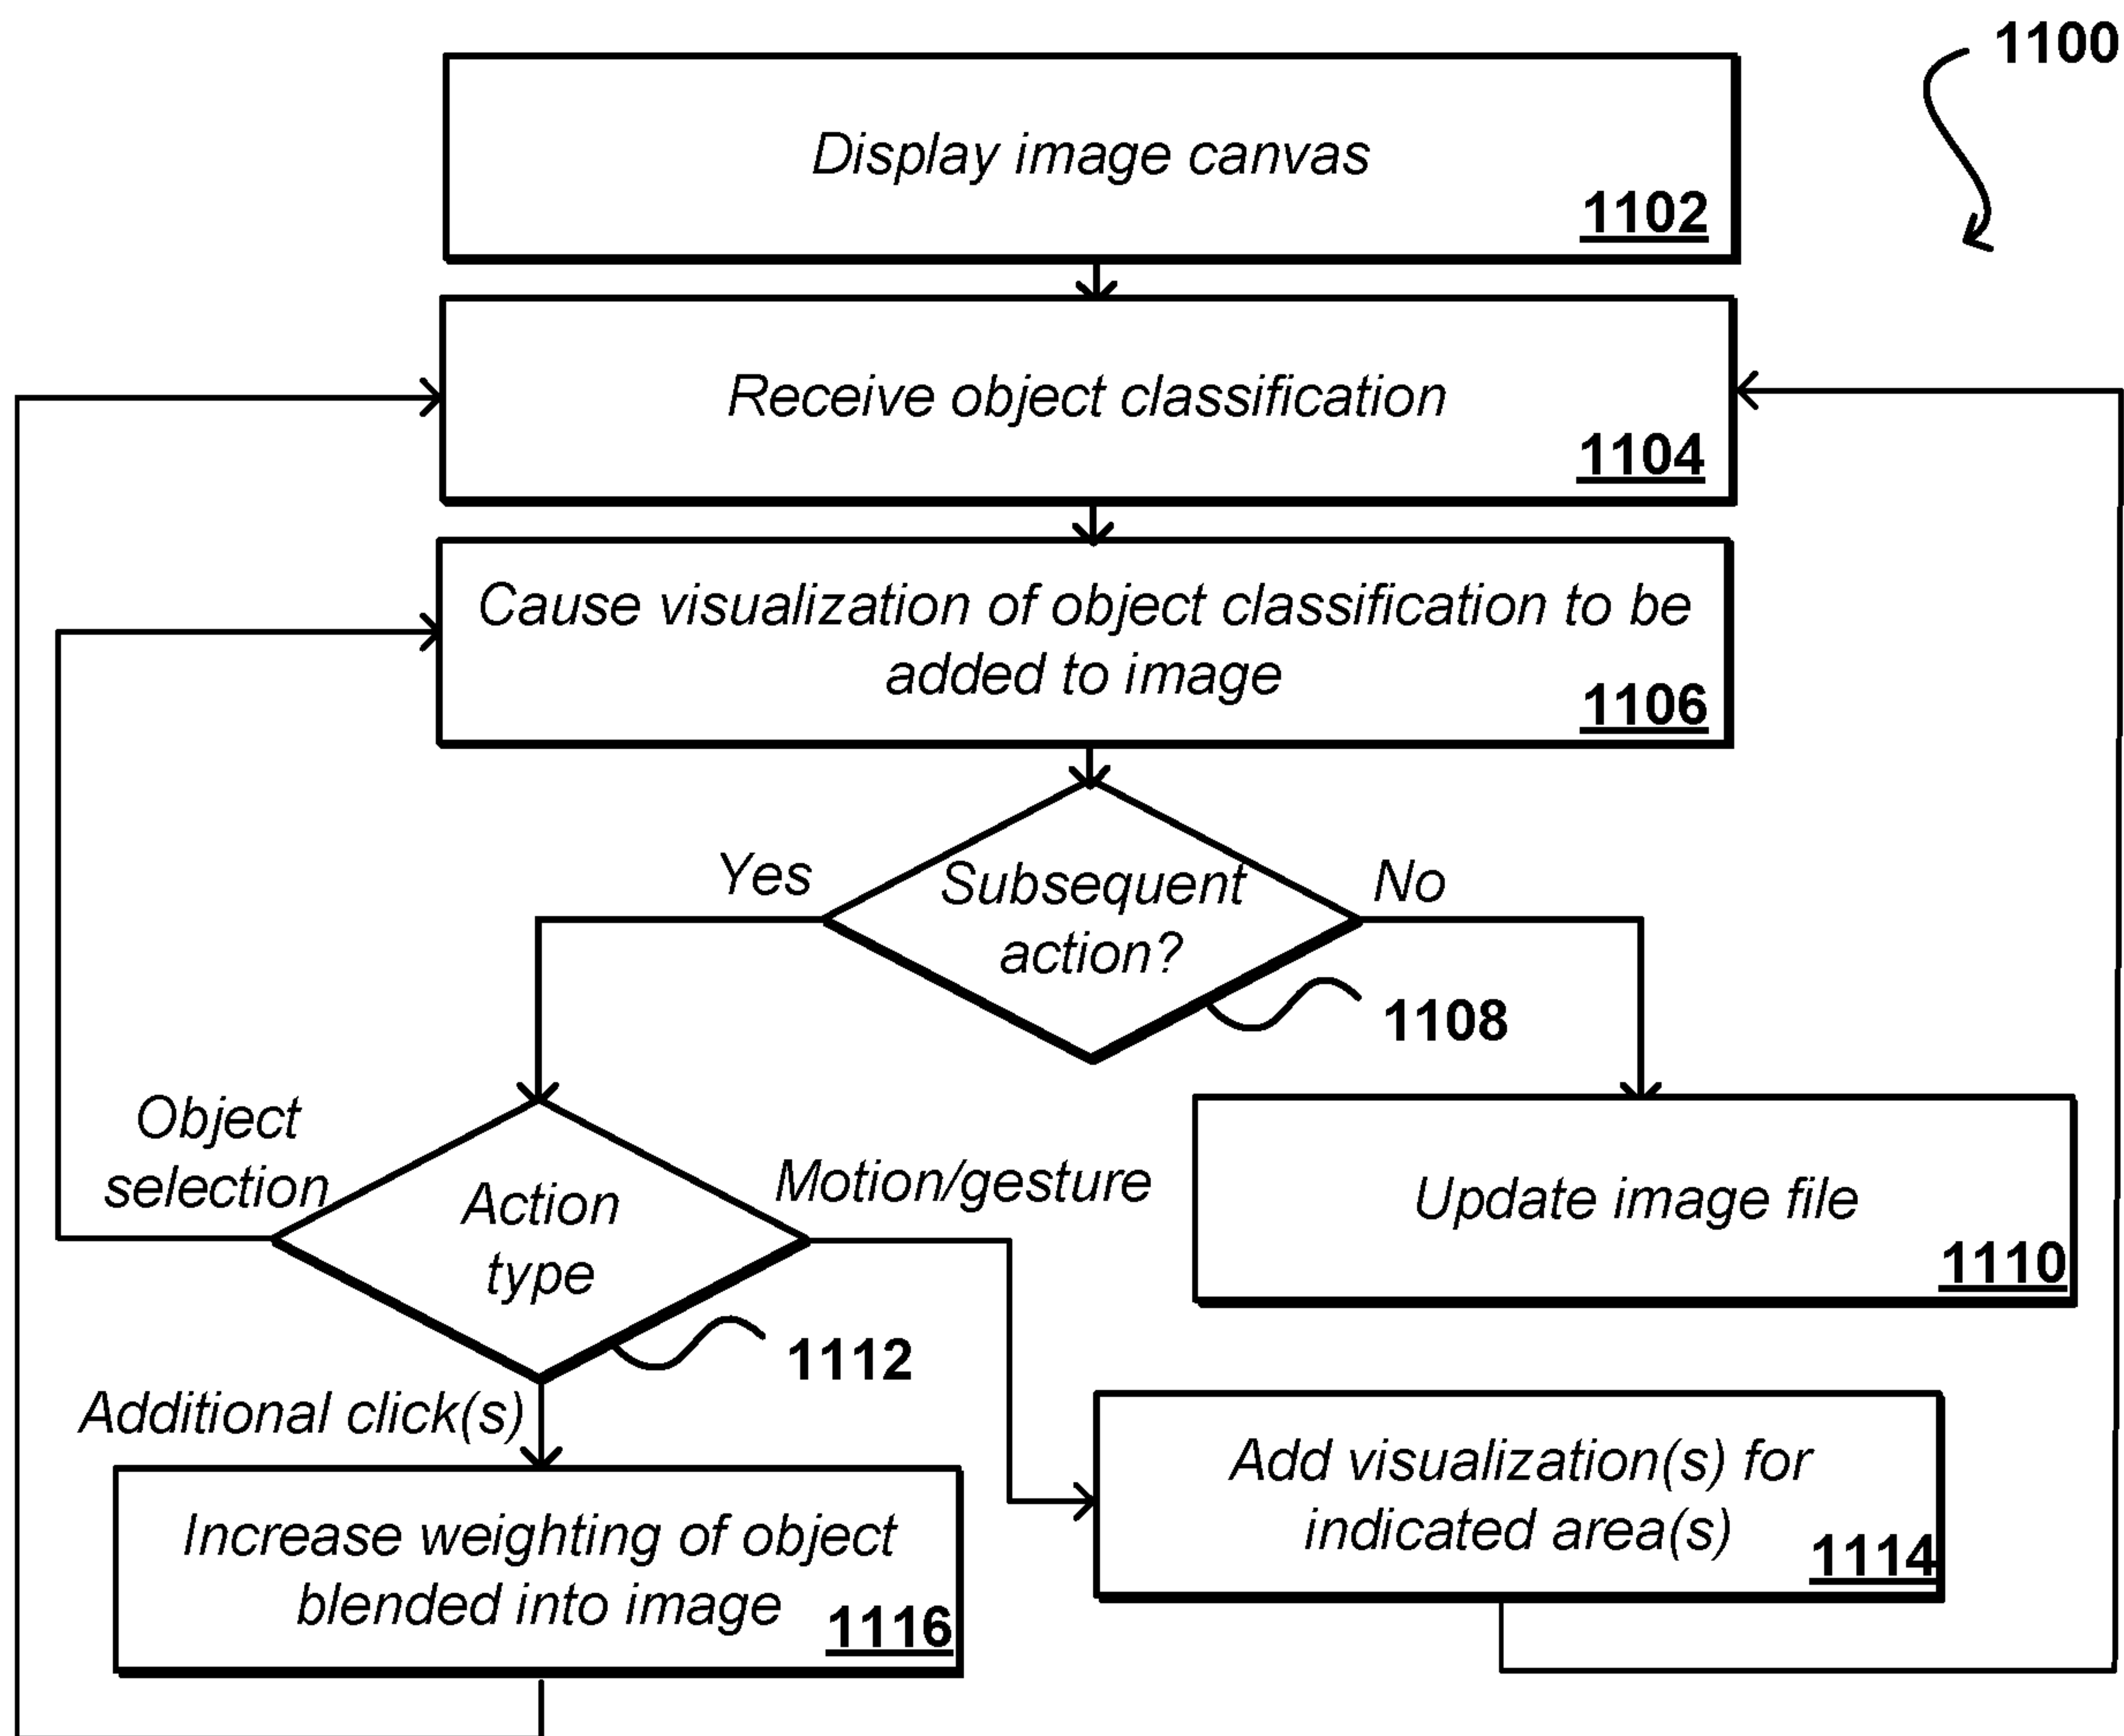 1100
Display image canvas
1102
Receive object classification
1104
Cause visualization of object classification to be
added to image
1106
Yes
Subsequent
action?
No
1108
Object
selection
Action
type
Motion/gesture
1112
Update image file
1110
Additional click(s)
Increase weighting of object
blended into image
1116
Add visualization(s) for
indicated area(s)
1114